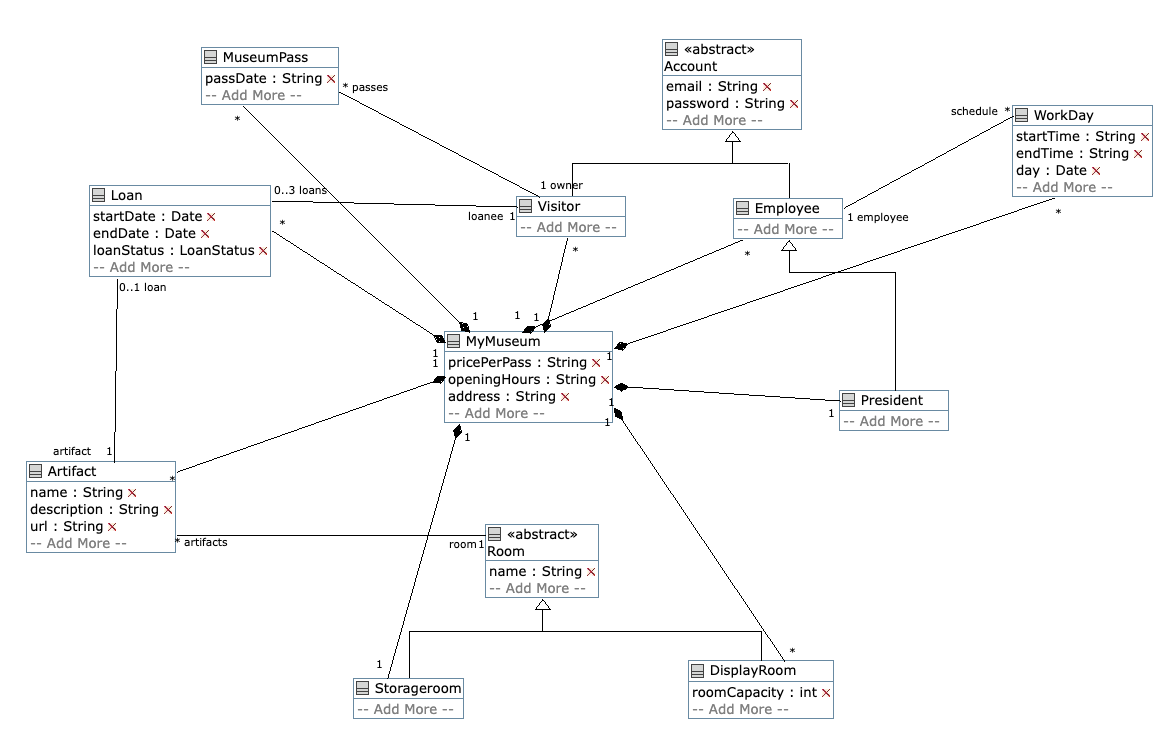 MuseumPass
passDate : String ×
-- Add More --
* passes
*
«abstract»
Account
email : String ×
password : String ×
-- Add More --
schedule *
WorkDay
startTime : String ×
endTime : String ×
day : Date ×
-- Add More --
*
Loan
startDate : Date ×
endDate : Date ×
loanStatus : LoanStatus ×
-- Add More --
0..3 loans
*
0..1 loan
1 owner
loanee 1
Visitor
-- Add More --
*
Employee
-- Add More --
1 employee
*
1
1
1
MyMuseum
pricePerPass : String ×
openingHours : String ×
address : String ×
-- Add More --
1
1
1
1
1
1
President
-- Add More --
1
artifact 1
Artifact
name : String ×
description : String ×
url : String ×
-- Add More --
*
* artifacts
room 1
«abstract»
Room
name : String ×
-- Add More --
1
Storageroom
-- Add More --
*
DisplayRoom
roomCapacity : int ×
-- Add More --